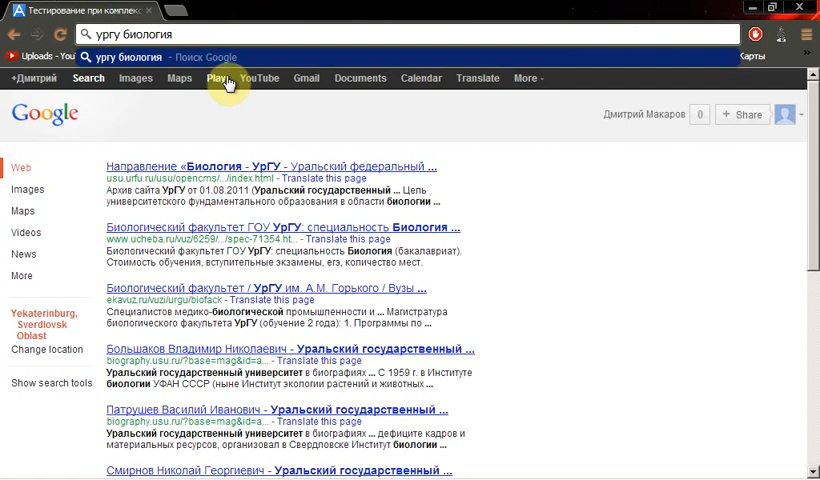 Тестирование при комплекс
ургу биология
ургу биология - Поиск Google
Uploads - You
Карты
+Дмитрий Search Images Maps Play YouTube Gmail Documents Calendar Translate More -
Google
Дмитрий Макаров 0 + Share
Web
Images
Maps
Videos
News
More
Yekaterinburg,
Sverdlovsk
Oblast
Change location
Show search tools
Направление «Биология - УрГУ - Уральский федеральный ...
usu.urfu.ru/usu/opencms/.../index.html - Translate this page
Архив сайта УрГУ от 01.08.2011 (Уральский государственный ... Цель
университетского фундаментального образования в области биологии ...
Биологический факультет ГОУ УрГУ: специальность Биология ...
www.ucheba.ru/vuz/6259/.../spec-71354.ht... - Translate this page
Биологический факультет ГОУ УрГУ: специальность Биология (бакалавриат).
Стоимость обучения, вступительные экзамены, егэ, количество мест.
Биологический факультет / УрГУ им. А.М. Горького / Вузы ...
ekavuz.ru/vuzi/urgu/biofack - Translate this page
Специалистов медико-биологической промышленности и ... Магистратура
биологического факультета УрГУ (обучение 2 года): 1. Программы по ...
Большаков Владимир Николаевич - Уральский государственный ...
biography.usu.ru/?base=mag&id=a... - Translate this page
Уральский государственный университет в биографиях ... С 1959 г. в Институте
биологии УФАН СССР (ныне Институт экологии растений и животных ...
Патрушев Василий Иванович - Уральский государственный ...
biography.usu.ru/?base=mag&id=a... - Translate this page
Уральский государственный университет в биографиях ... дефиците кадров и
материальных ресурсов, организовал в Свердловске Институт биологии ...
Смирнов Николай Георгиевич - Уральский государственный ...